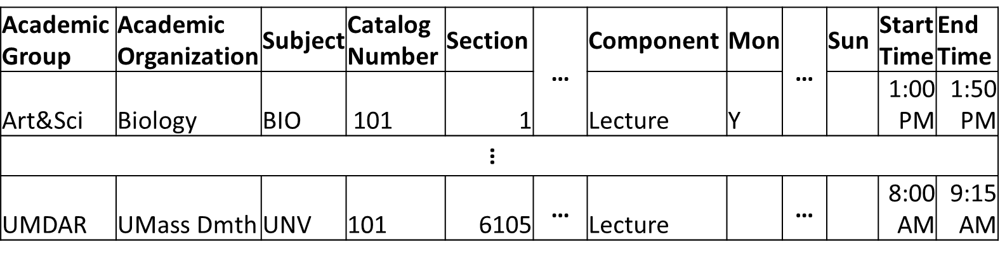 Academic Group Academic Organization Subject Catalog Number Section ... Component Mon ... Sun Start Time End Time
Art&Sci Biology BIO 101 1 Lecture Y 1:00 PM 1:50 PM
⋮
UMDAR UMass Dmth UNV 101 6105 ... Lecture ... 8:00 AM 9:15 AM